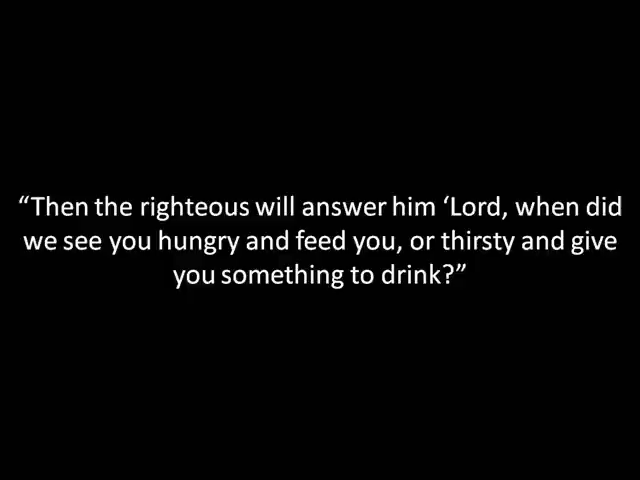 “Then the righteous will answer him ‘Lord, when did
we see you hungry and feed you, or thirsty and give
you something to drink?”